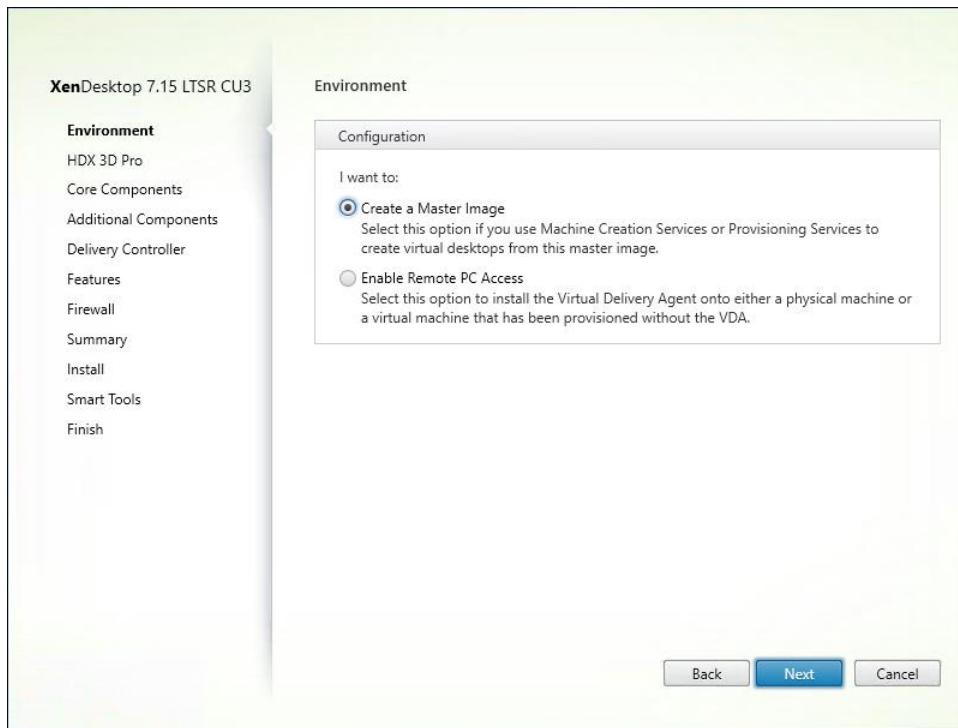 XenDesktop 7.15 LTSR CU3
Environment
HDX 3D Pro
Core Components
Additional Components
Delivery Controller
Features
Firewall
Summary
Install
Smart Tools
Finish
Environment
Configuration
I want to:
Create a Master Image
Select this option if you use Machine Creation Services or Provisioning Services to
create virtual desktops from this master image.
Enable Remote PC Access
Select this option to install the Virtual Delivery Agent onto either a physical machine or
a virtual machine that has been provisioned without the VDA.
Back
Next
Cancel